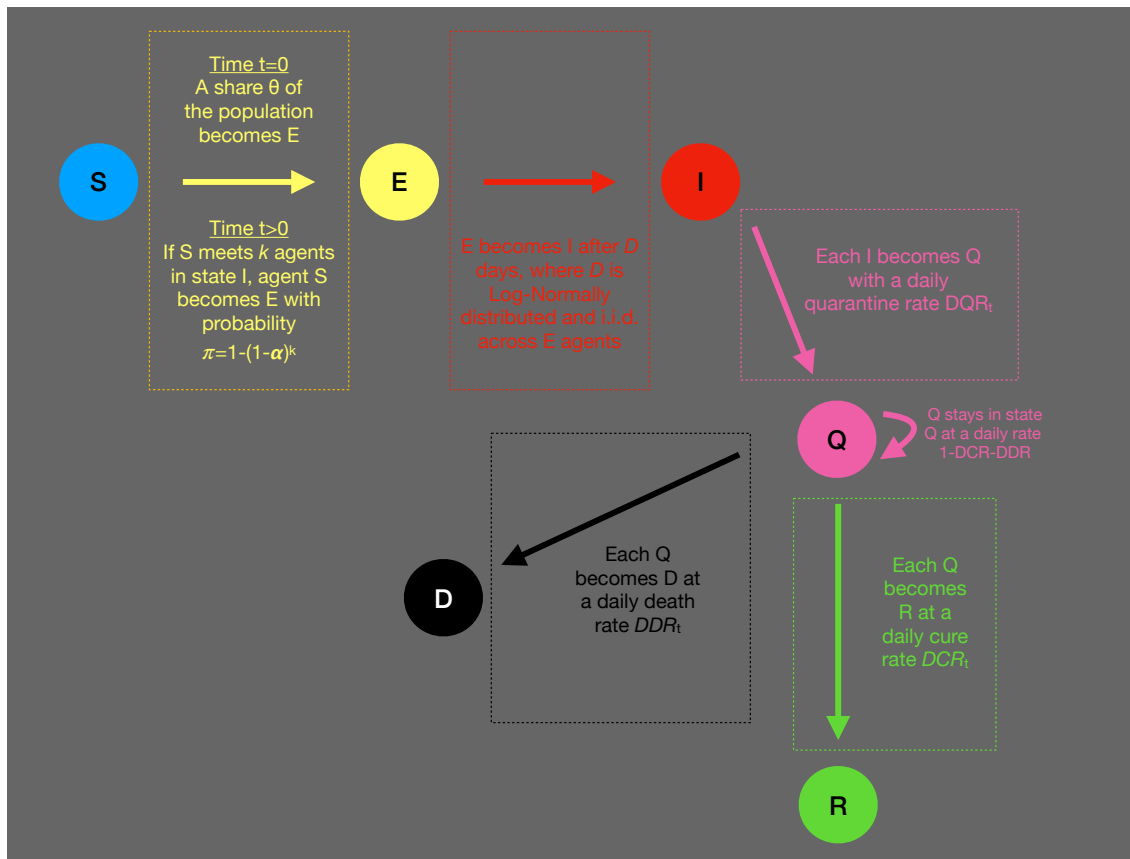 Time t=0
A share θ of
the population
becomes E
S
E
I
Time t>0
If S meets k agents
in state I, agent S
becomes E with
probability
π=1-(1-α)ᵏ
E becomes I after D
days, where D is
Log-Normally
distributed and i.i.d.
across E agents
Each I becomes Q
with a daily
quarantine rate DQRₜ
Q
Q stays in state
Q at a daily rate
1-DCR-DDR
Each Q
becomes D at
a daily death
rate DDRₜ
D
Each Q
becomes
R at a
daily cure
rate DCRₜ
R